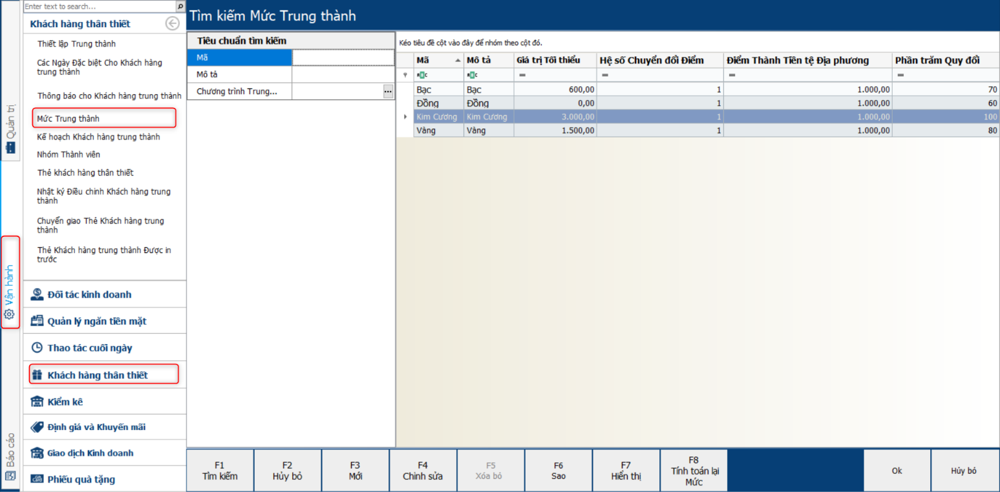 Enter text to search...
Khách hàng thân thiết
Thiết lập Trung thành
Các Ngày Đặc biệt Cho Khách hàng
trung thành
Thông báo cho Khách hàng trung thành
Mức Trung thành
Kế hoạch Khách hàng trung thành
Nhóm Thành viên
Thẻ khách hàng thân thiết
Nhật ký Điều chỉnh Khách hàng trung
thành
Chuyển giao Thẻ Khách hàng trung
thành
Thẻ Khách hàng trung thành Được in
trước
Đối tác kinh doanh
Quản lý ngăn tiền mặt
Thao tác cuối ngày
Khách hàng thân thiết
Kiểm kê
Định giá và Khuyến mãi
Giao dịch Kinh doanh
Phiếu quà tặng
Quản trị
Vận hành
Báo cáo
Tìm kiếm Mức Trung thành
Tiêu chuẩn tìm kiếm
Mã
Mô tả
Chương trình Trung... ...
Kéo tiêu đề cột vào đây để nhóm theo cột đó.
Mã Mô tả Giá trị Tối thiểu Hệ số Chuyển đổi Điểm Điểm Thành Tiền tệ Địa phương Phần trăm Quy đổi
= = = =
Bạc Bạc 600,00 1 1.000,00 70
Đồng Đồng 0,00 1 1.000,00 60
Kim Cương Kim Cương 3.000,00 1 1.000,00 100
Vàng Vàng 1.500,00 1 1.000,00 80
F1
Tìm kiếm
F2
Hủy bỏ
F3
Mới
F4
Chỉnh sửa
F5
Xóa bỏ
F6
Sao
F7
Hiển thị
F8
Tính toán lại
Mức
Ok
Hủy bỏ